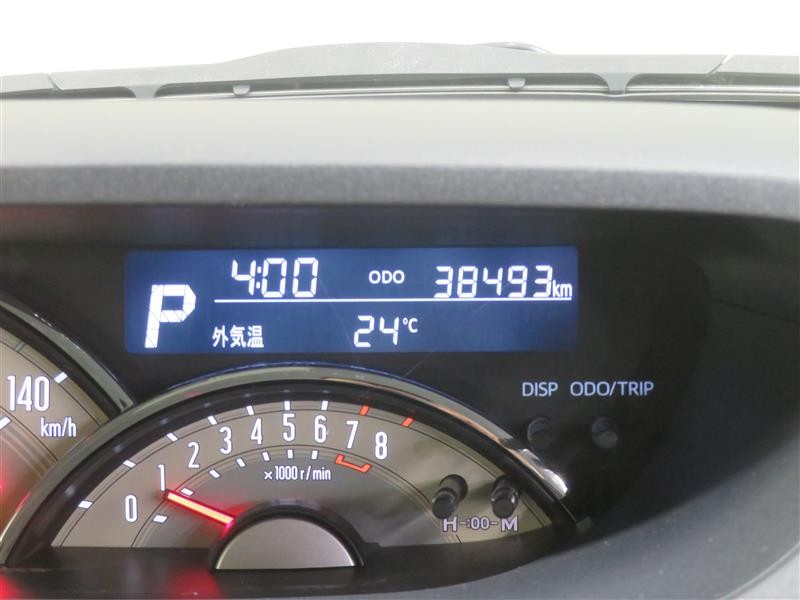 4:00 ODO 38493km
P
外気温 24℃
DISP ODO/TRIP
140
km/h
0 1 2 3 4 5 6 7 8
×1000 r/min
H -:00- M